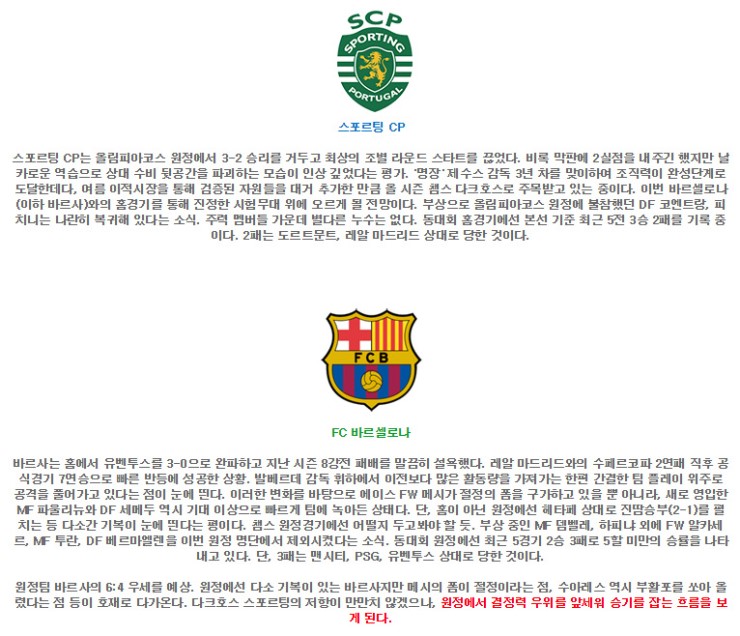 SCP
SPORTING
PORTUGAL
스포르팅 CP
스포르팅 CP는 올림피아코스 원정에서 3-2 승리를 거두고 최상의 조별 라운드 스타트를 끊었다. 비록 막판에 2실점을 내주긴 했지만 날
카로운 역습으로 상대 수비 뒷공간을 파괴하는 모습이 인상 깊었다는 평가. '명장' 제수스 감독 3년 차를 맞이하여 조직력이 완성단계로
도달한데다, 여름 이적시장을 통해 검증된 자원들을 대거 추가한 만큼 올 시즌 챔스 다크호스로 주목받고 있는 중이다. 이번 바르셀로나
(이하 바르사)와의 홈경기를 통해 진정한 시험무대 위에 오르게 될 전망이다. 부상으로 올림피아코스 원정에 불참했던 DF 코엔트랑, 피
치니는 나란히 복귀해 있다는 소식. 주력 멤버들 가운데 별다른 누수는 없다. 동대회 홈경기에선 본선 기준 최근 5전 3승 2패를 기록 중
이다. 2패는 도르트문트, 레알 마드리드 상대로 당한 것이다.
FCB
FC 바르셀로나
바르사는 홈에서 유벤투스를 3-0으로 완파하고 지난 시즌 8강전 패배를 말끔히 설욕했다. 레알 마드리드와의 수페르코파 2연패 직후 공
식경기 7연승으로 빠른 반등에 성공한 상황. 발베르데 감독 휘하에서 이전보다 많은 활동량을 가져가는 한편 간결한 팀 플레이 위주로
공격을 풀어가고 있다는 점이 눈에 띈다. 이러한 변화를 바탕으로 에이스 FW 메시가 절정의 폼을 구가하고 있을 뿐 아니라, 새로 영입한
MF 파울리뉴와 DF 세메두 역시 기대 이상으로 빠르게 팀에 녹아든 상태다. 단, 홈이 아닌 원정에선 헤타페 상대로 진땀승부(2-1)를 펼
치는 등 다소간 기복이 눈에 띈다는 평이다. 챔스 원정경기에선 어떨지 두고봐야 할 듯. 부상 중인 MF 뎀벨레, 하피냐 외에 FW 알카세
르, MF 투란, DF 베르마엘렌을 이번 원정 명단에서 제외시켰다는 소식. 동대회 원정에선 최근 5경기 2승 3패로 5할 미만의 승률을 나타
내고 있다. 단, 3패는 맨시티, PSG, 유벤투스 상대로 당한 것이다.
원정팀 바르사의 6:4 우세를 예상. 원정에선 다소 기복이 있는 바르사지만 메시의 폼이 절정이라는 점, 수아레스 역시 부활포를 쏘아 올
렸다는 점 등이 호재로 다가온다. 다크호스 스포르팅의 저항이 만만치 않겠으나, 원정에서 결정력 우위를 앞세워 승기를 잡는 흐름을 보
게 된다.